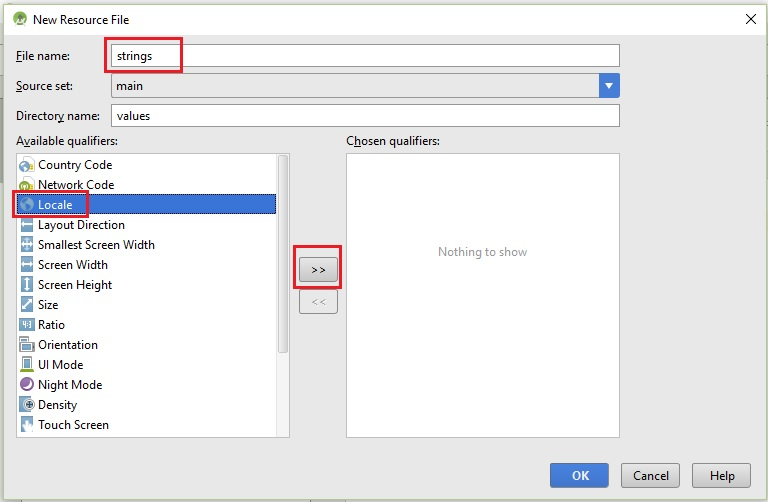 New Resource File
File name: strings
Source set: main
Directory name: values
Available qualifiers: Chosen qualifiers:
Country Code
Network Code
Locale
Layout Direction
Smallest Screen Width
Nothing to show
Screen Width
>>
Screen Height
Size
<<
Ratio
Orientation
UI Mode
Night Mode
Density
Touch Screen
OK Cancel Help